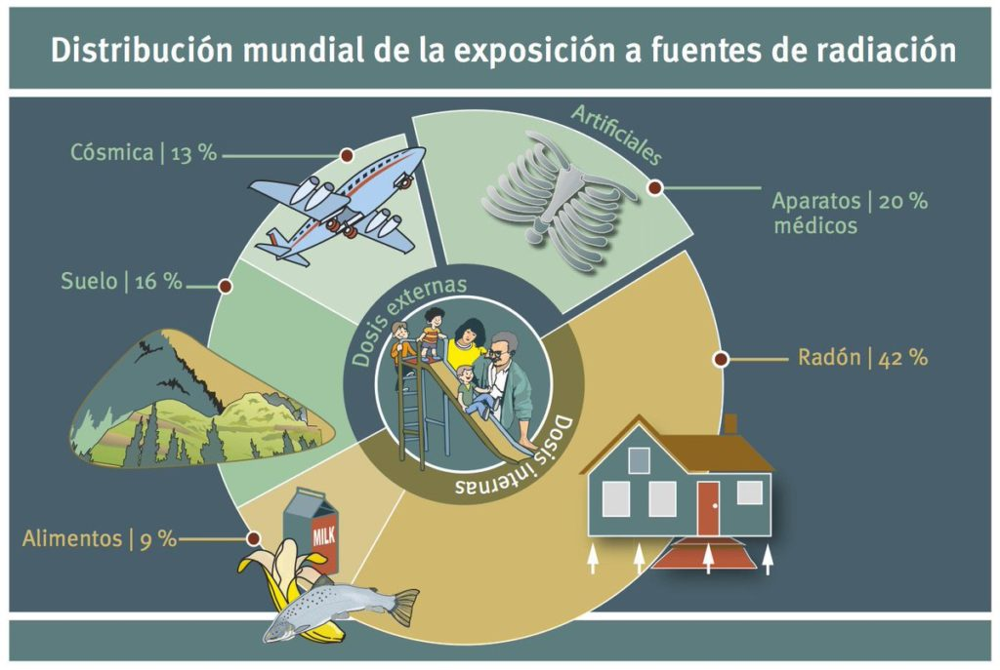 Distribución mundial de la exposición a fuentes de radiación
Artificiales
Cósmica | 13 %
Aparatos | 20 %
médicos
Suelo | 16 %
Dosis externas
Radón | 42 %
Dosis internas
Alimentos | 9 %
MILK